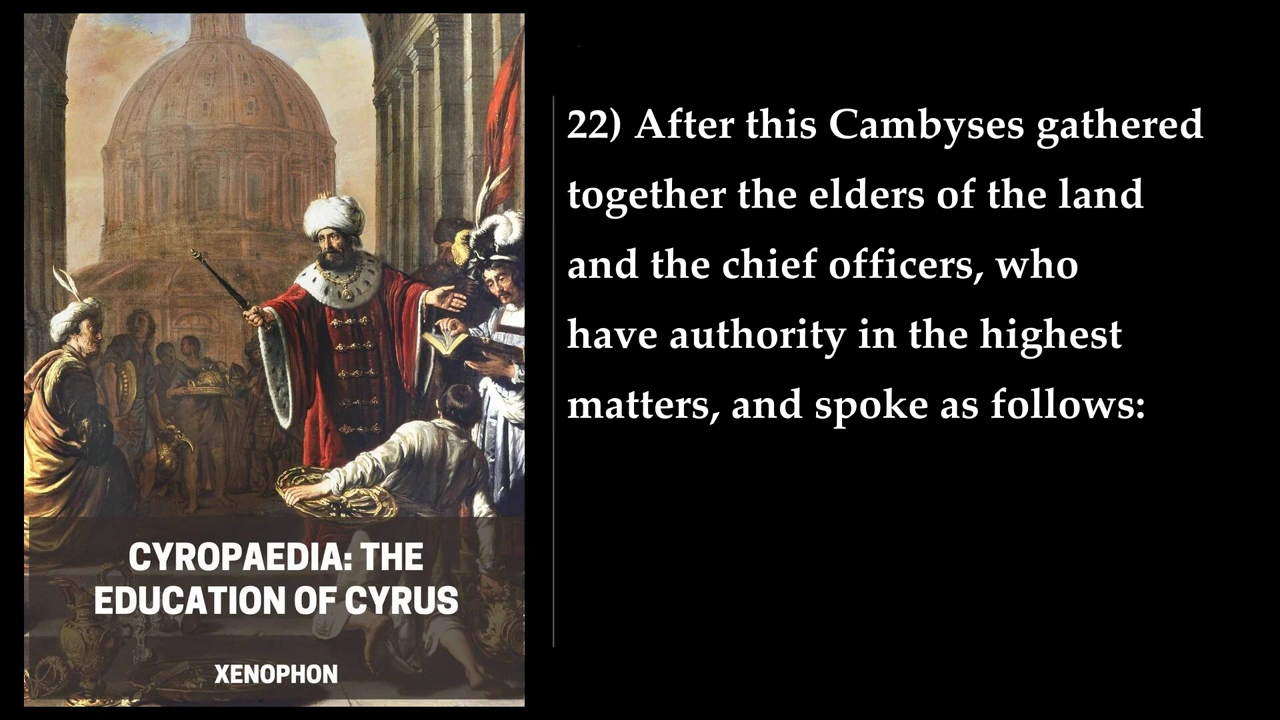 CYROPAEDIA: THE
EDUCATION OF CYRUS
XENOPHON
22) After this Cambyses gathered
together the elders of the land
and the chief officers, who
have authority in the highest
matters, and spoke as follows: